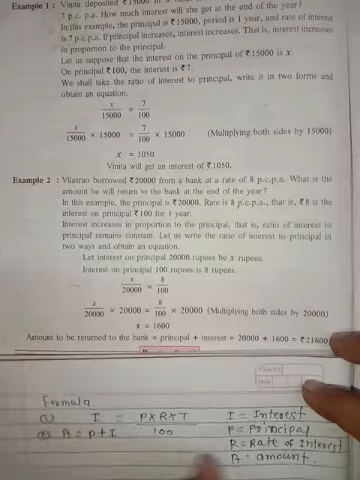 Example 1 : Vinita deposited ₹15000 in a
7 p.c. p.a. How much interest will she get at the end of the year?
In this example, the principal is ₹15000, period is 1 year, and rate of interest
is 7 p.c.p.a. If principal increases, interest increases. That is, interest increases
in proportion to the principal.
Let us suppose that the interest on the principal of ₹15000 is x.
On principal ₹100, the interest is ₹7.
We shall take the ratio of interest to principal, write it in two forms and
obtain an equation.
x/15000 = 7/100
x/15000 × 15000 = 7/100 × 15000 (Multiplying both sides by 15000)
x = 1050
Vinita will get an interest of ₹1050.
Example 2 : Vilasrao borrowed ₹20000 from a bank at a rate of 8 p.c.p.a. What is the
amount he will return to the bank at the end of the year?
In this example, the principal is ₹20000. Rate is 8 p.c.p.a., that is, ₹8 is the
interest on principal ₹100 for 1 year.
Interest increases in proportion to the principal, that is, ratio of interest to
principal remains constant. Let us write the ratio of interest to principal in
two ways and obtain an equation.
Let interest on principal 20000 rupees be x rupees.
Interest on principal 100 rupees is 8 rupees.
x/20000 = 8/100
x/20000 × 20000 = 8/100 × 20000 (Multiplying both sides by 20000)
x = 1600
Amount to be returned to the bank = principal + interest = 20000 + 1600 = ₹21600
Formula
(1) I = P×R×T/100 I = Interest
(2) A = P+I P = Principal
R = Rate of Interest
A = amount.